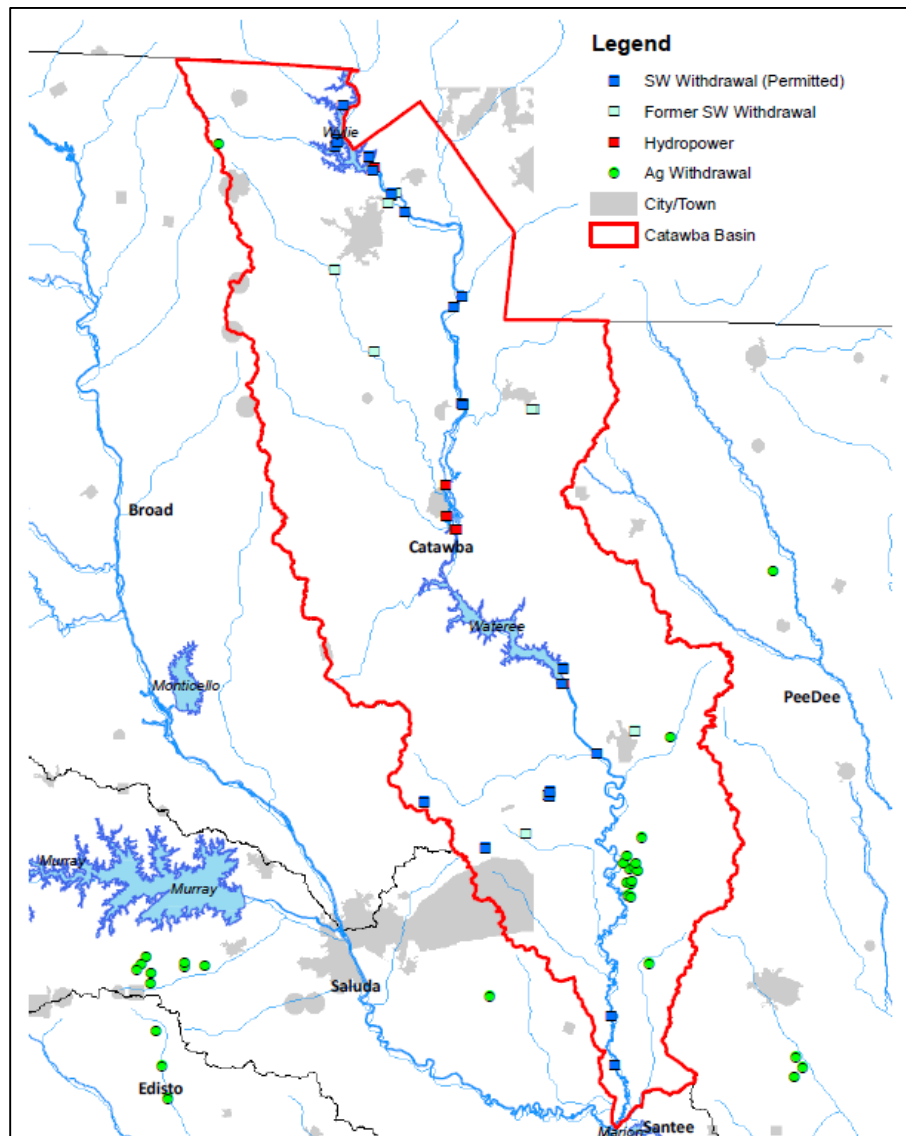 Legend
SW Withdrawal (Permitted)
Former SW Withdrawal
Hydropower
Ag Withdrawal
City/Town
Catawba Basin
Wylie
Broad
Catawba
Wateree
Monticello
PeeDee
Murray
Murray
Saluda
Edisto
Marion
Santee